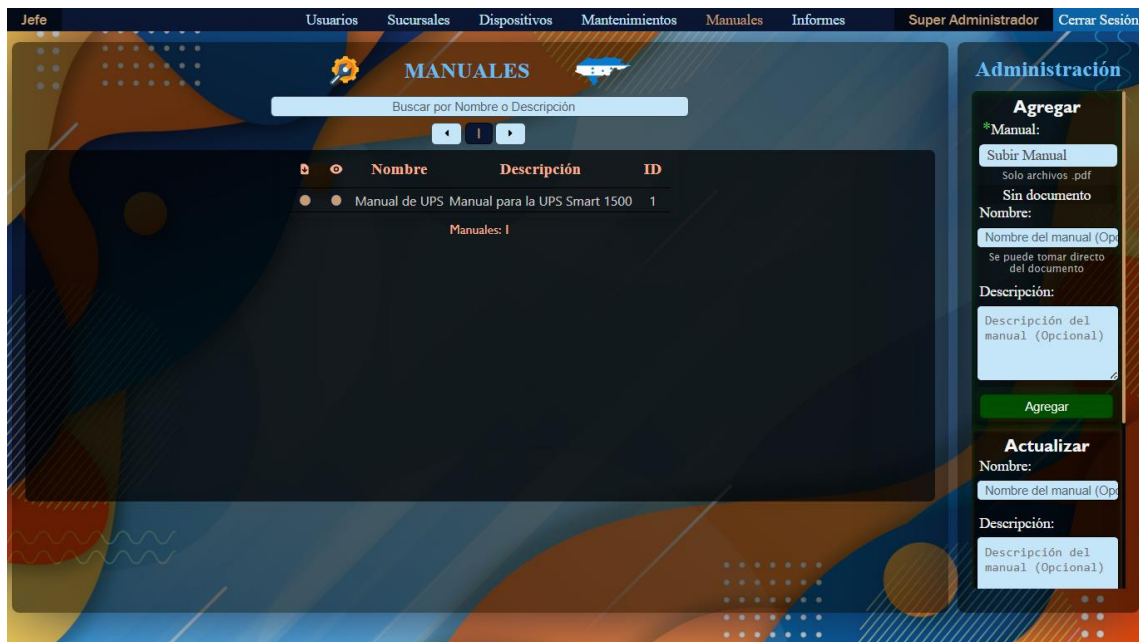 Jefe
Usuarios Sucursales Dispositivos Mantenimientos Manuales Informes
Super Administrador Cerrar Sesión
MANUALES
Buscar por Nombre o Descripción
1
Nombre Descripción ID
Manual de UPS Manual para la UPS Smart 1500 1
Manuales: 1
Administración
Agregar
*Manual:
Subir Manual
Solo archivos .pdf
Sin documento
Nombre:
Nombre del manual (Opc
Se puede tomar directo
del documento
Descripción:
Descripción del
manual (Opcional)
Agregar
Actualizar
Nombre:
Nombre del manual (Opc
Descripción:
Descripción del
manual (Opcional)